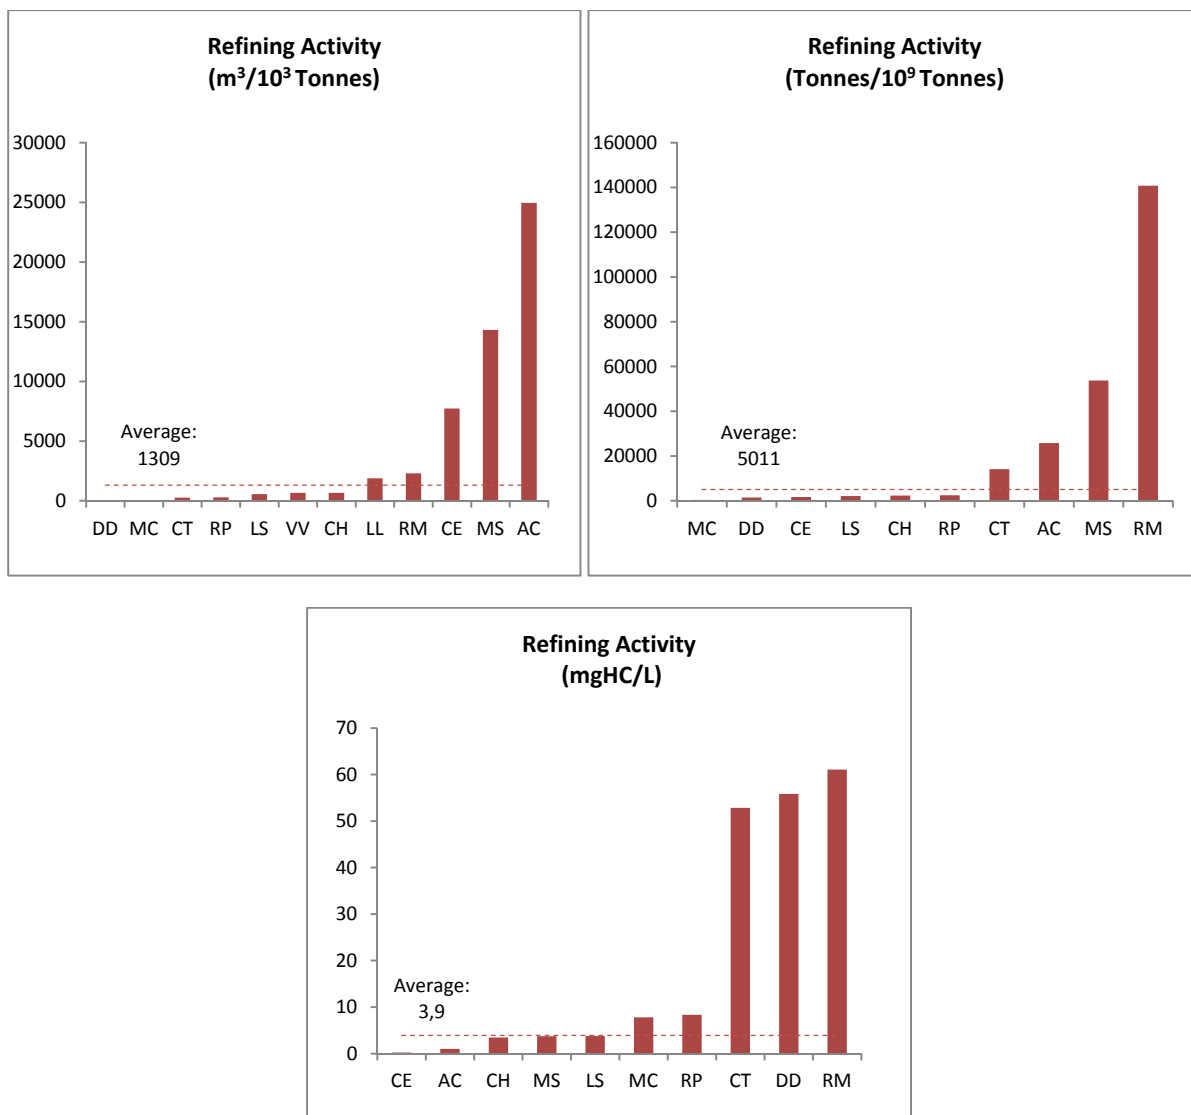 Refining Activity
(m³/10³ Tonnes)
30000
25000
20000
15000
10000
5000
0
Average:
1309
DD MC CT RP LS VV CH LL RM CE MS AC
Refining Activity
(Tonnes/10⁹ Tonnes)
160000
140000
120000
100000
80000
60000
40000
20000
0
Average:
5011
MC DD CE LS CH RP CT AC MS RM
Refining Activity
(mgHC/L)
70
60
50
40
30
20
10
0
Average:
3,9
CE AC CH MS LS MC RP CT DD RM